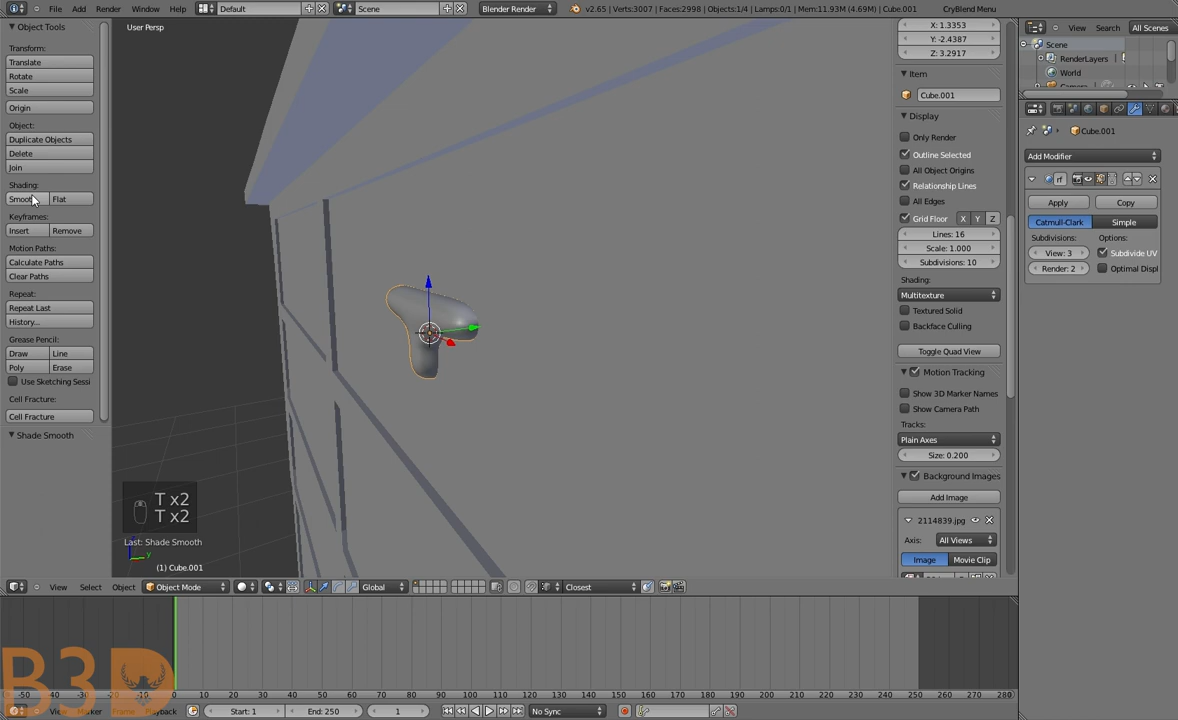 File Add Render Window Help Default Scene Blender Render v2.65 | Verts:3007 | Faces:2998 | Objects:1/4 | Lamps:0/1 | Mem:11.93M (4.69M) | Cube.001 CryBlend Menu
Object Tools
Transform:
Translate
Rotate
Scale
Origin
Object:
Duplicate Objects
Delete
Join
Shading:
Smooth Flat
Keyframes:
Insert Remove
Motion Paths:
Calculate Paths
Clear Paths
Repeat:
Repeat Last
History...
Grease Pencil:
Draw Line
Poly Erase
Use Sketching Sessi
Cell Fracture:
Cell Fracture
Shade Smooth
User Persp
T x2
T x2
Last: Shade Smooth
y
(1) Cube.001
X: 1.3353
Y: -2.4387
Z: 3.2917
Item
Cube.001
Display
Only Render
Outline Selected
All Object Origins
Relationship Lines
All Edges
Grid Floor X Y Z
Lines: 16
Scale: 1.000
Subdivisions: 10
Shading:
Multitexture
Textured Solid
Backface Culling
Toggle Quad View
Motion Tracking
Show 3D Marker Names
Show Camera Path
Tracks:
Plain Axes
Size: 0.200
Background Images
Add Image
2114839.jpg
Axis: All Views
Image Movie Clip
View Search All Scenes
Scene
RenderLayers
World
Camera
Cube.001
Add Modifier
rf
Apply Copy
Catmull-Clark Simple
Subdivisions: Options:
View: 3 Subdivide UV
Render: 2 Optimal Displ
View Select Object Object Mode Global Closest
B3D
-50 -40 -30 -20 -10 0 10 20 30 40 50 60 70 80 90 100 110 120 130 140 150 160 170 180 190 200 210 220 230 240 250 260 270 280
View Marker Frame Playback Start: 1 End: 250 1 No Sync